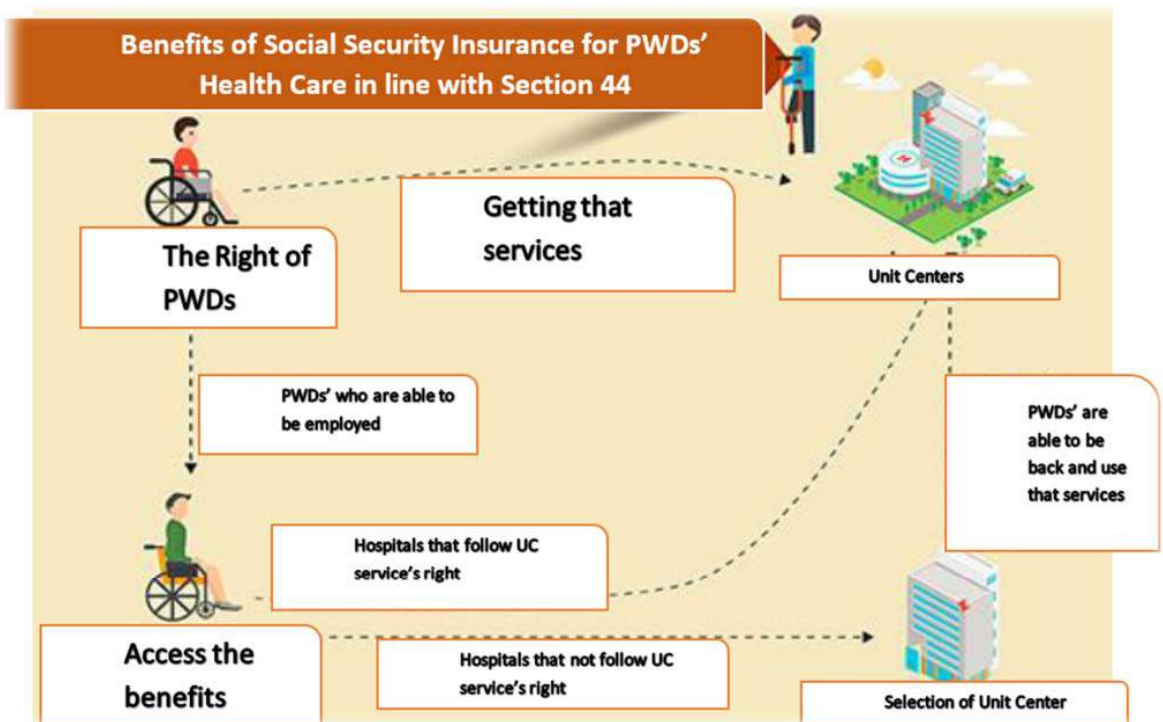 Benefits of Social Security Insurance for PWDs'
Health Care in line with Section 44
Getting that
services
The Right of
PWDs
Unit Centers
PWDs' who are able to
be employed
PWDs' are
able to be
back and use
that services
Hospitals that follow UC
service's right
Access the
benefits
Hospitals that not follow UC
service's right
Selection of Unit Center